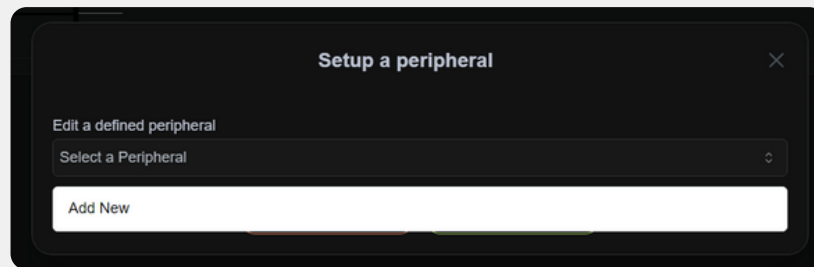 Setup a peripheral
Edit a defined peripheral
Select a Peripheral
Add New